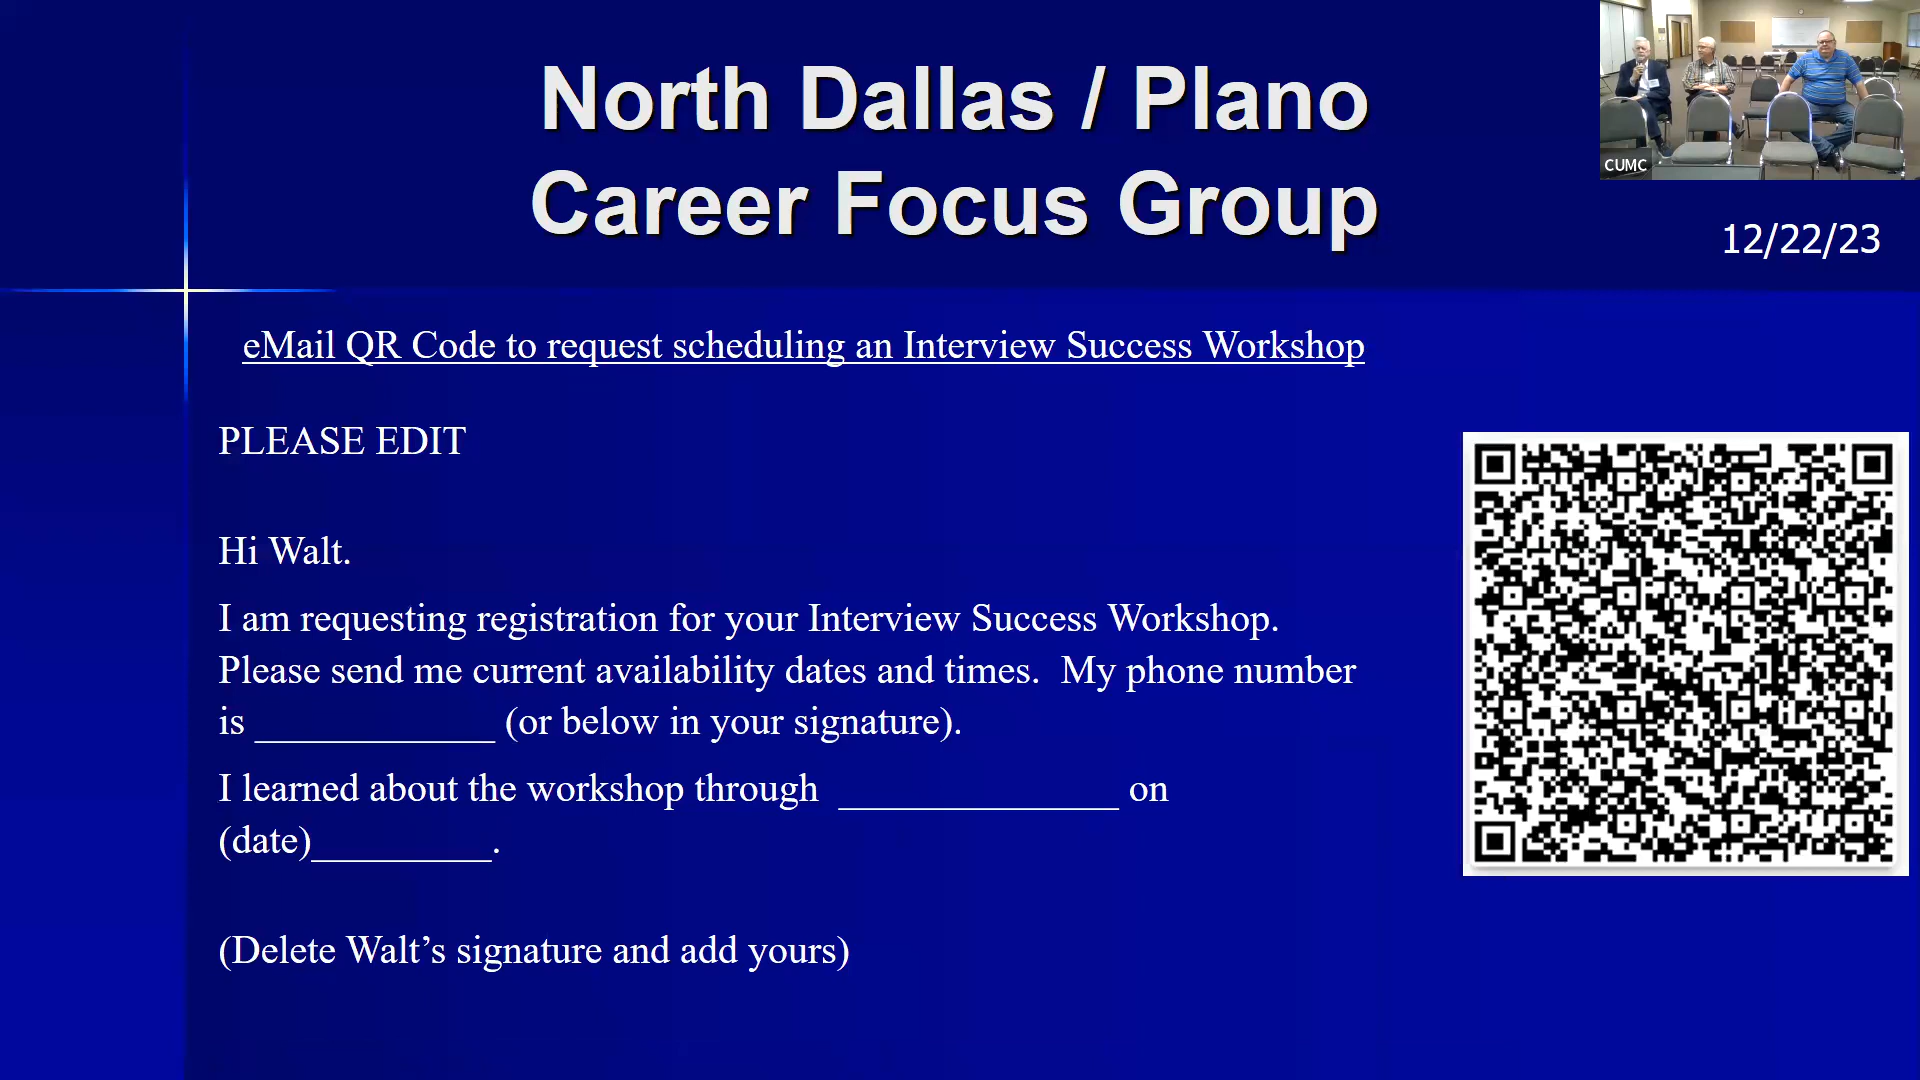 North Dallas / Plano
Career Focus Group
CUMC
12/22/23
eMail QR Code to request scheduling an Interview Success Workshop
PLEASE EDIT
Hi Walt.
I am requesting registration for your Interview Success Workshop.
Please send me current availability dates and times.  My phone number
is ____________ (or below in your signature).
I learned about the workshop through  ______________ on
(date)_________.
(Delete Walt’s signature and add yours)